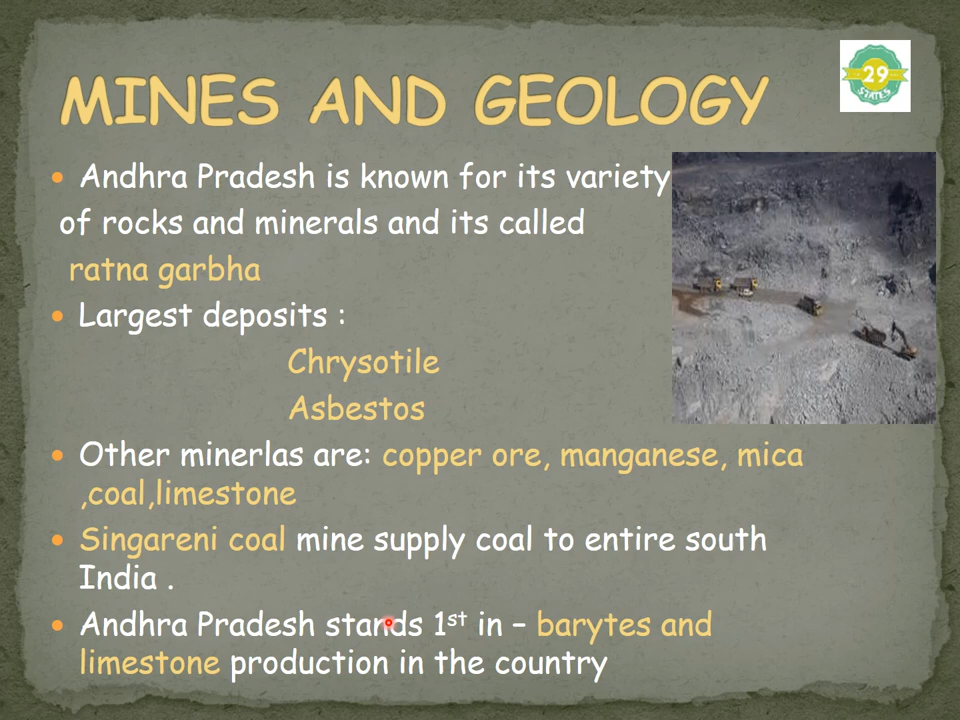 MINES AND GEOLOGY
29
STATES
• Andhra Pradesh is known for its variety
of rocks and minerals and its called
ratna garbha
• Largest deposits :
Chrysotile
Asbestos
• Other minerlas are: copper ore, manganese, mica
,coal,limestone
• Singareni coal mine supply coal to entire south
India .
• Andhra Pradesh stands 1st in – barytes and
limestone production in the country